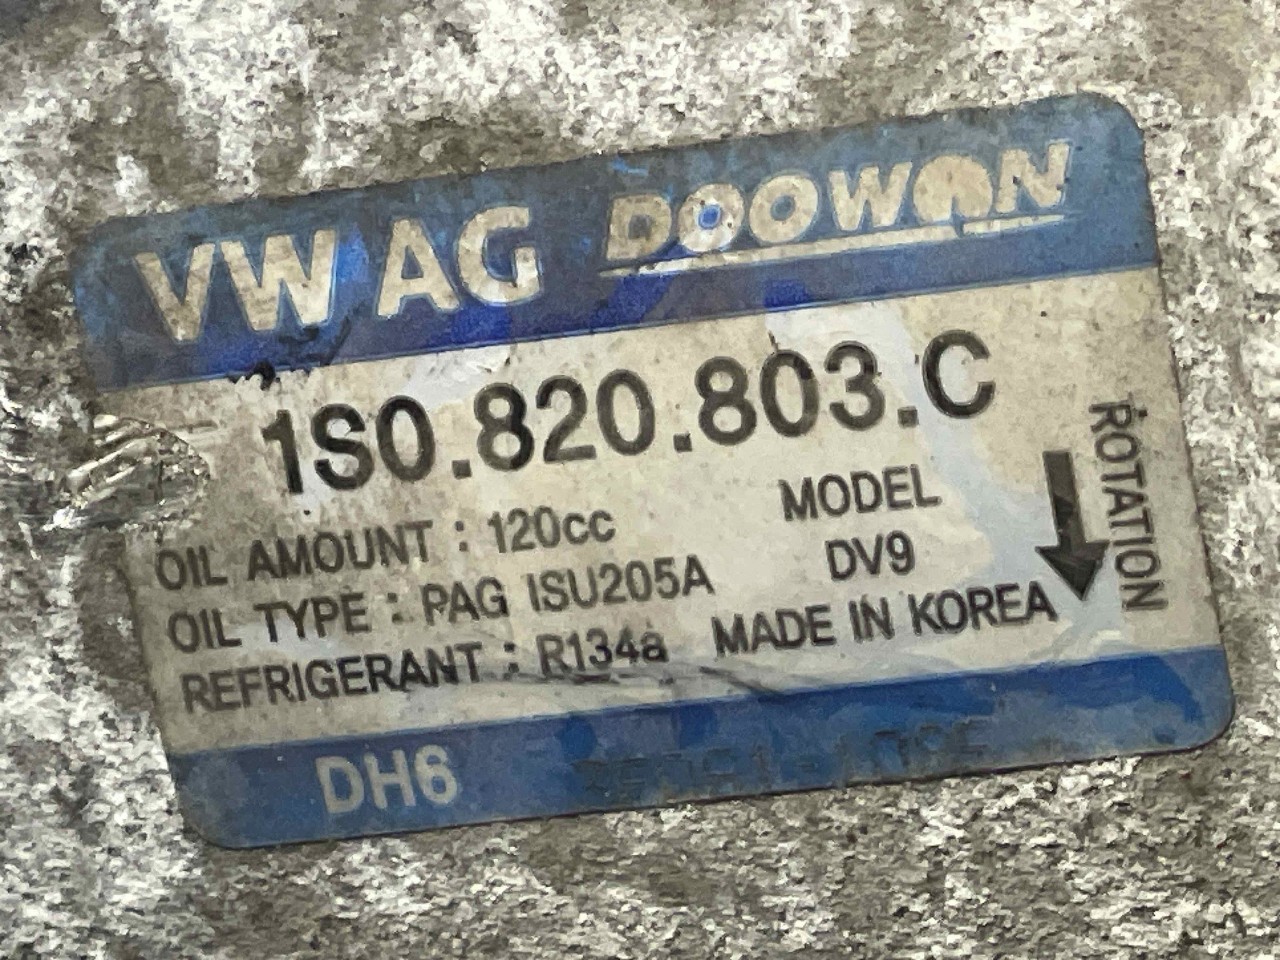 VW AG DOOWON
1S0.820.803.C
OIL AMOUNT : 120cc
OIL TYPE : PAG ISU205A
REFRIGERANT : R134a
MODEL
DV9
MADE IN KOREA
ROTATION
DH6